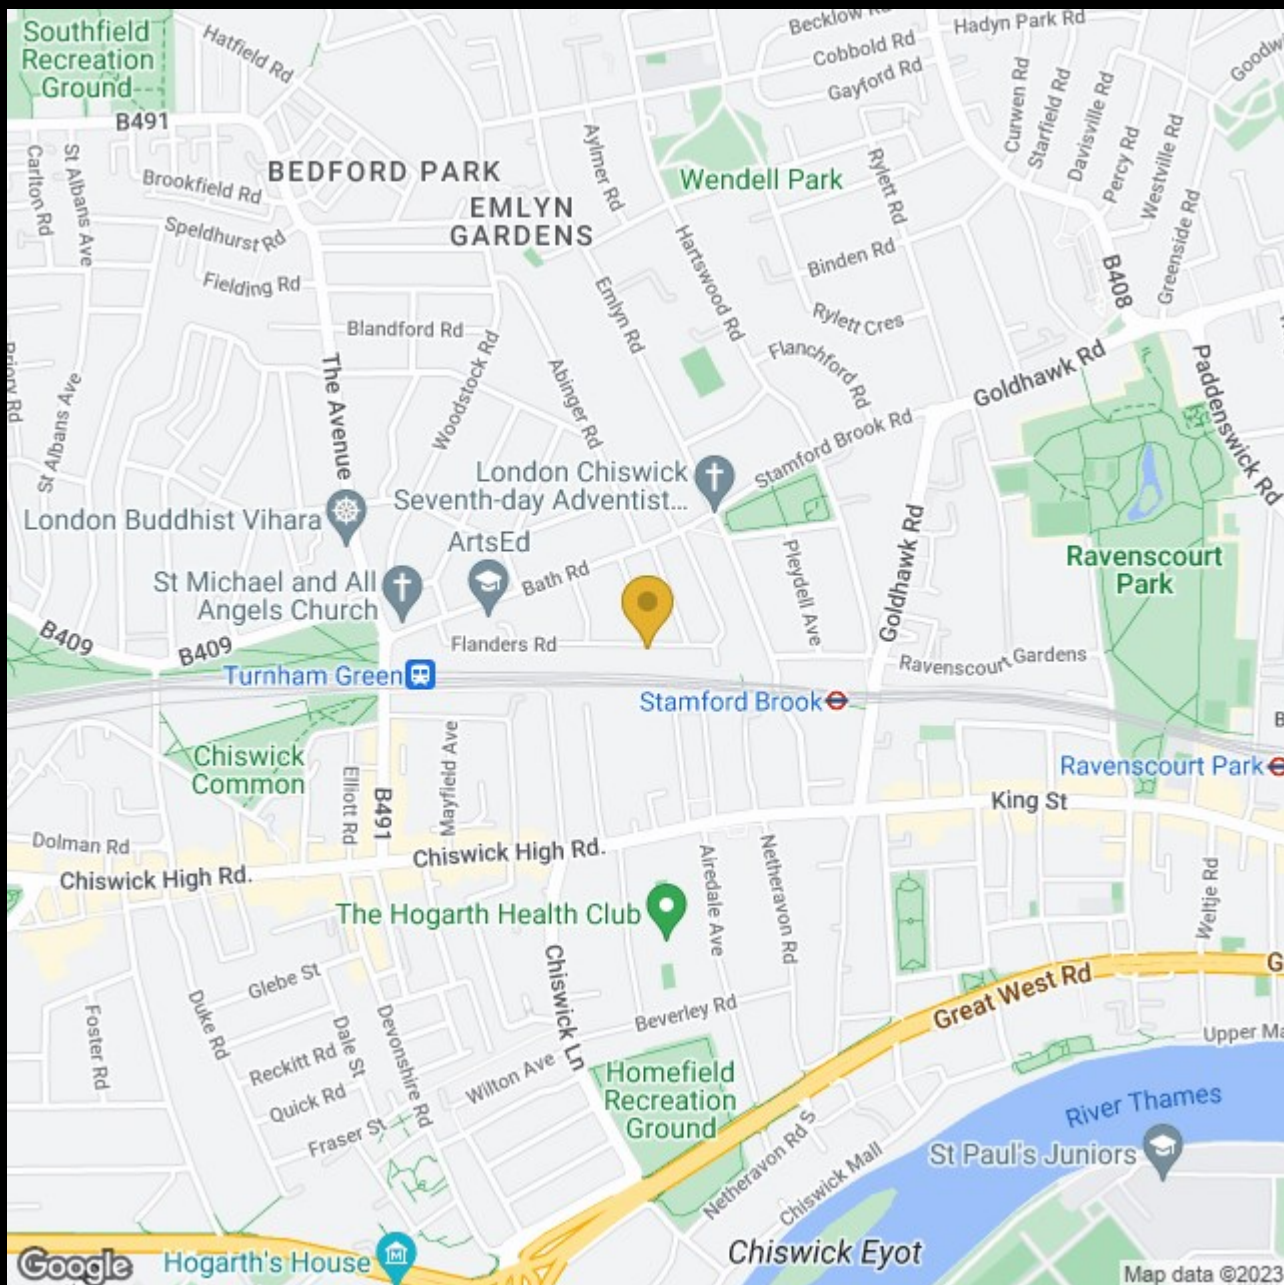 Southfield
Recreation
Ground
Hatfield Rd
Becklow Rd
Hadyn Park Rd
Cobbold Rd
Gayford Rd
B491
BEDFORD PARK
Carlton Rd
St Albans Ave
Brookfield Rd
Speldhurst Rd
Fielding Rd
EMLYN
GARDENS
Aylmer Rd
Wendell Park
Rylett Rd
Curwen Rd
Starfield Rd
Davisville Rd
Percy Rd
Westville Rd
Greenside Rd
Binden Rd
Hartswood Rd
Emlyn Rd
Rylett Cres
B408
Blandford Rd
The Avenue
Woodstock Rd
Abinger Rd
Flanchford Rd
Goldhawk Rd
Paddenswick Rd
Priory Rd
St Albans Ave
Stamford Brook Rd
London Chiswick
Seventh-day Adventist...
London Buddhist Vihara
ArtsEd
Bath Rd
St Michael and All
Angels Church
Pleydell Ave
Goldhawk Rd
Ravenscourt
Park
B409
B409
Flanders Rd
Ravenscourt Gardens
Turnham Green
Stamford Brook
Ravenscourt Park
Chiswick
Common
Elliott Rd
B491
Mayfield Ave
King St
Dolman Rd
Chiswick High Rd.
Chiswick High Rd.
Airedale Ave
Netheravon Rd
Weltje Rd
The Hogarth Health Club
Chiswick Ln
Glebe St
Duke Rd
Foster Rd
Dale St
Devonshire Rd
Reckitt Rd
Quick Rd
Fraser St
Wilton Ave
Beverley Rd
Great West Rd
Homefield
Recreation
Ground
Netheravon Rd S
Chiswick Mall
River Thames
St Paul's Juniors
Chiswick Eyot
Hogarth's House
Google
Map data ©2023